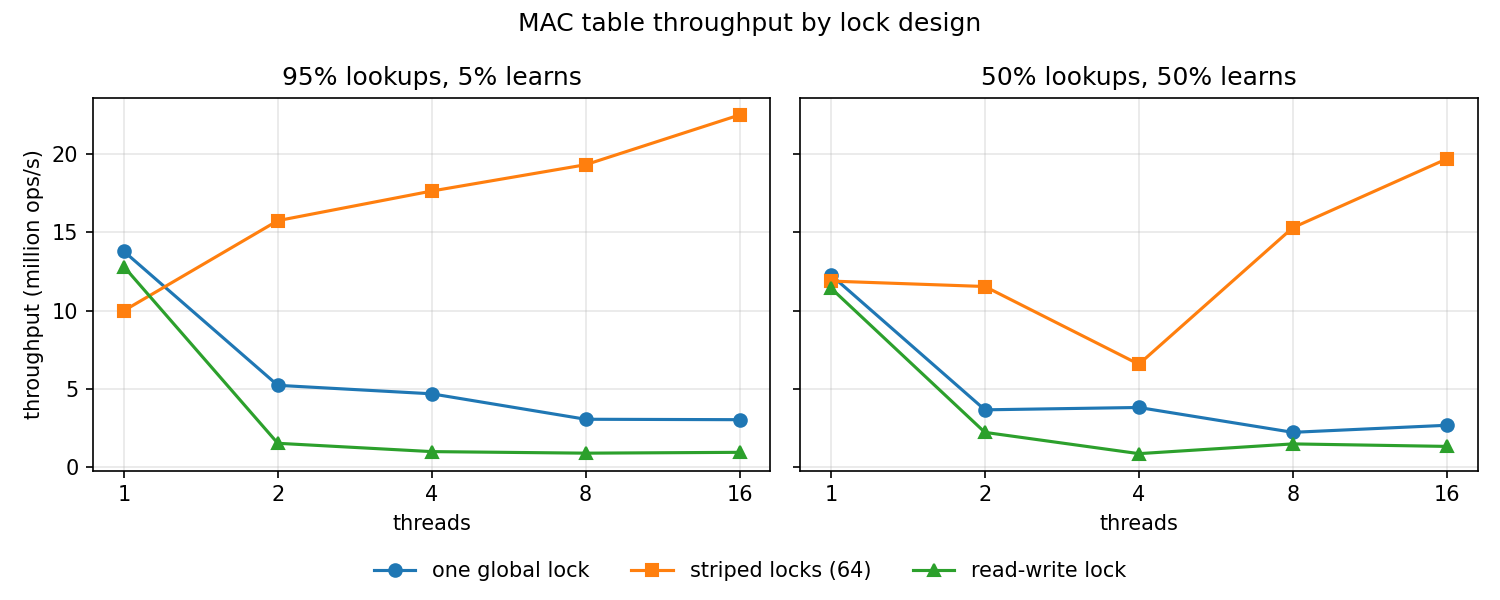 MAC table throughput by lock design
95% lookups, 5% learns
50% lookups, 50% learns
throughput (million ops/s)
20
15
10
5
0
1 2 4 8 16
1 2 4 8 16
threads
threads
one global lock
striped locks (64)
read-write lock